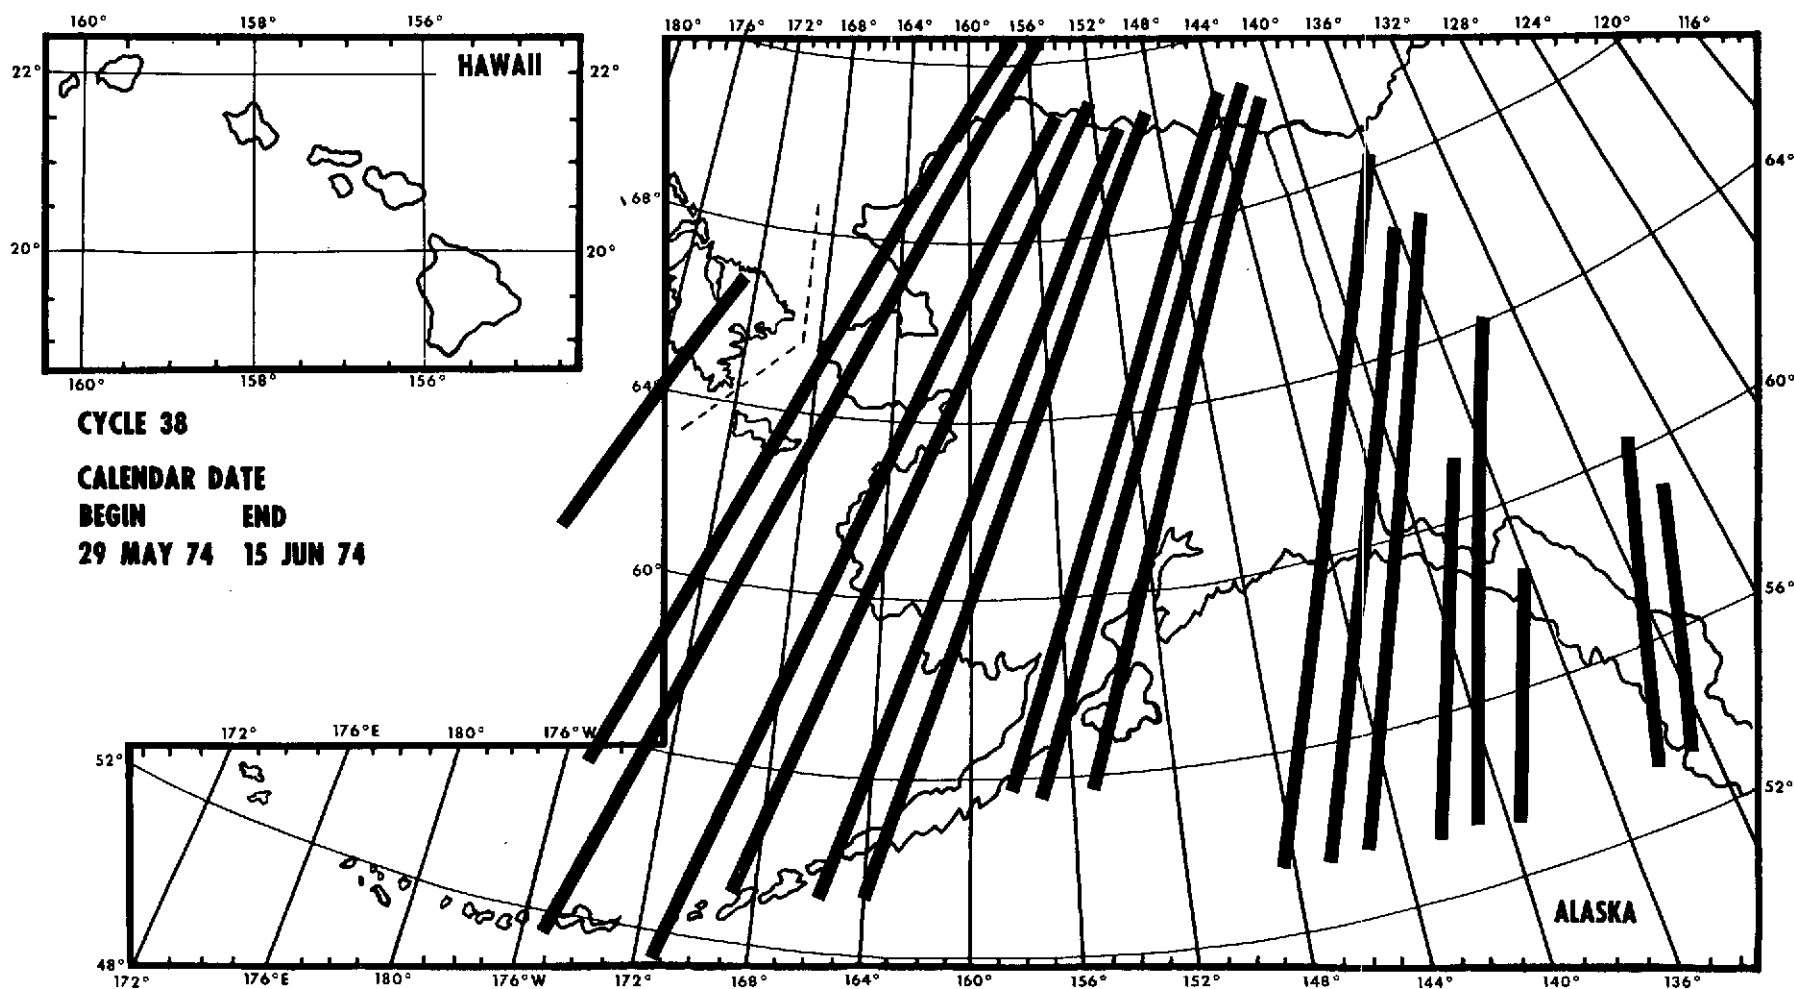 160° 158° 156°
HAWAII
22° 22°
20° 20°
160° 158° 156°
CYCLE 38
CALENDAR DATE
BEGIN END
29 MAY 74 15 JUN 74
180° 176° 172° 168° 164° 160° 156° 152° 148° 144° 140° 136° 132° 128° 124° 120° 116°
68° 64°
64° 60°
60° 56°
172° 176°E 180° 176°W
52° 52°
ALASKA
48°
172° 176°E 180° 176°W 172° 168° 164° 160° 156° 152° 148° 144° 140° 136°